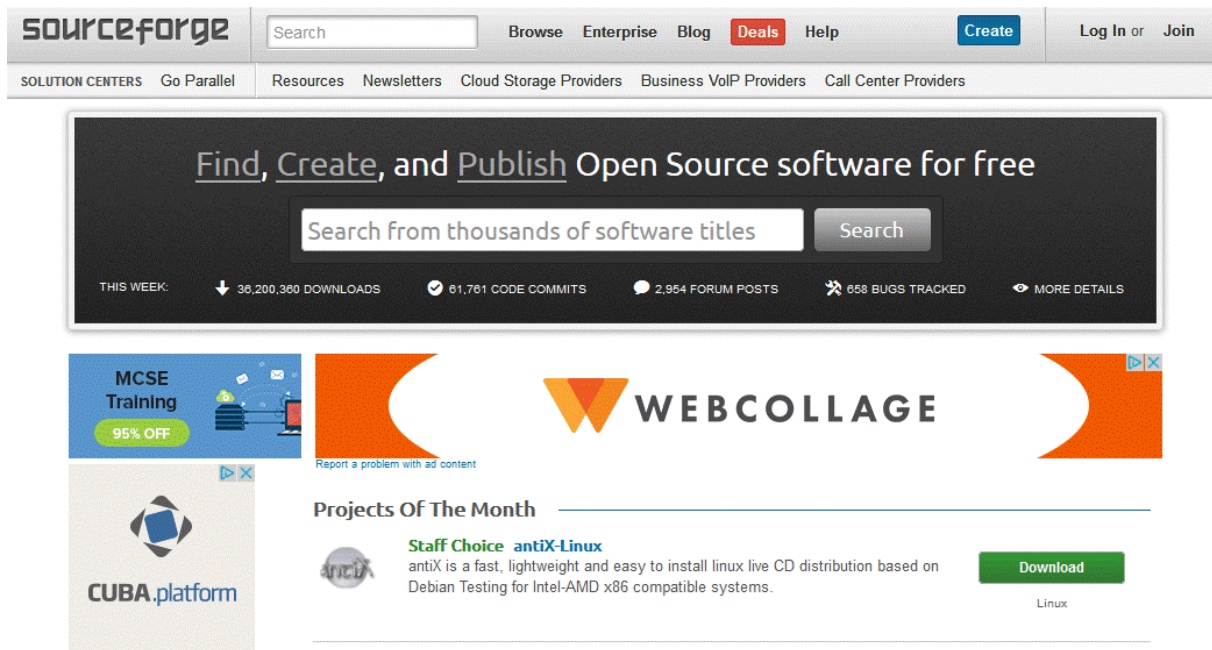 sourceforge
Search
Browse Enterprise Blog Deals Help
Create
Log In or Join
SOLUTION CENTERS Go Parallel
Resources Newsletters Cloud Storage Providers Business VoIP Providers Call Center Providers
Find, Create, and Publish Open Source software for free
Search from thousands of software titles
Search
THIS WEEK: 36,200,360 DOWNLOADS 61,761 CODE COMMITS 2,954 FORUM POSTS 658 BUGS TRACKED MORE DETAILS
MCSE
Training
95% OFF
WEBCOLLAGE
Report a problem with ad content
CUBA.platform
Projects Of The Month
antiX
Staff Choice antiX-Linux
antiX is a fast, lightweight and easy to install linux live CD distribution based on
Debian Testing for Intel-AMD x86 compatible systems.
Download
Linux